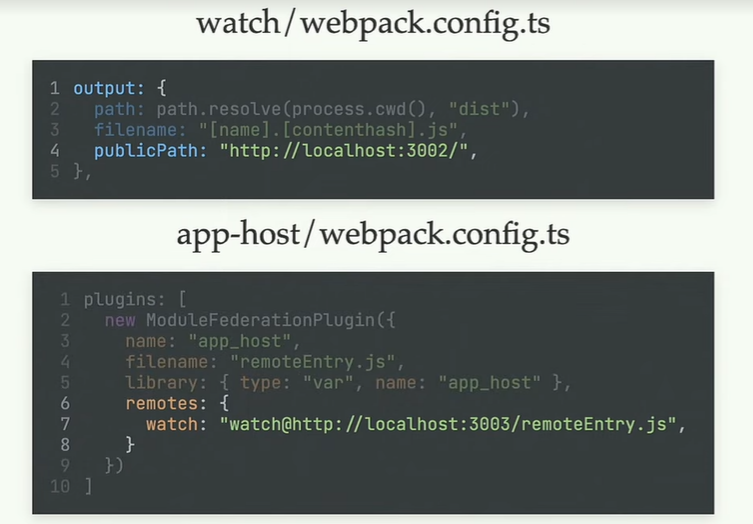 watch/webpack.config.ts
1 output: {
2 path: path.resolve(process.cwd(), "dist"),
3 filename: "[name].[contenthash].js",
4 publicPath: "http://localhost:3002/",
5 },
app-host/webpack.config.ts
1 plugins: [
2 new ModuleFederationPlugin({
3 name: "app_host",
4 filename: "remoteEntry.js",
5 library: { type: "var", name: "app_host" },
6 remotes: {
7 watch: "watch@http://localhost:3003/remoteEntry.js",
8 }
9 })
10 ]